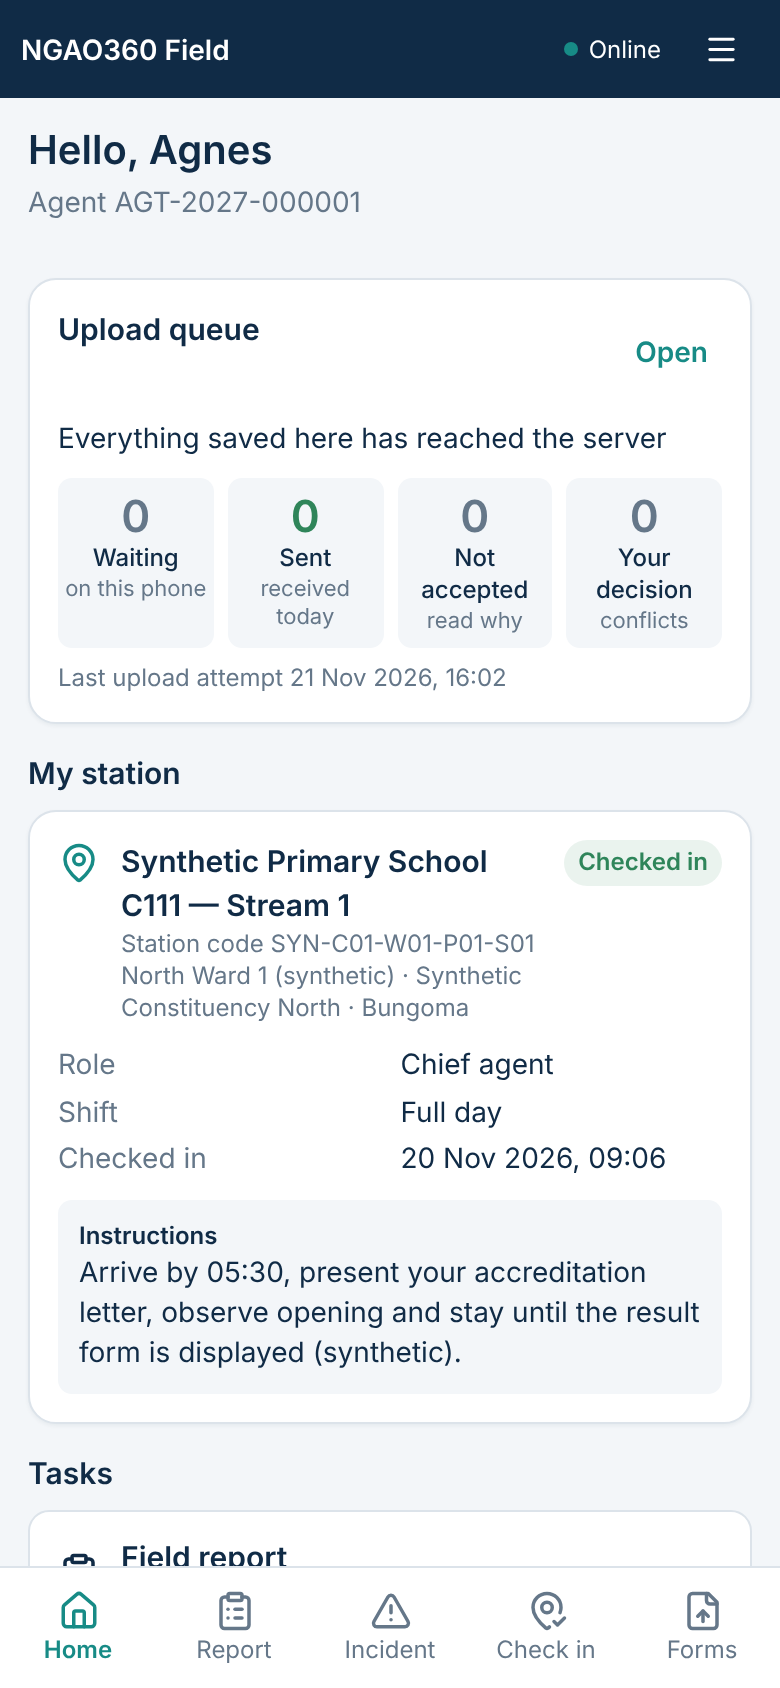 NGAO360 Field
Online
Hello, Agnes
Agent AGT-2027-000001
Upload queue
Open
Everything saved here has reached the server
0
Waiting
on this phone
0
Sent
received
today
0
Not
accepted
read why
0
Your
decision
conflicts
Last upload attempt 21 Nov 2026, 16:02
My station
Synthetic Primary School
C111 — Stream 1
Checked in
Station code SYN-C01-W01-P01-S01
North Ward 1 (synthetic) · Synthetic
Constituency North · Bungoma
Role
Chief agent
Shift
Full day
Checked in
20 Nov 2026, 09:06
Instructions
Arrive by 05:30, present your accreditation
letter, observe opening and stay until the result
form is displayed (synthetic).
Tasks
Field report
Home
Report
Incident
Check in
Forms